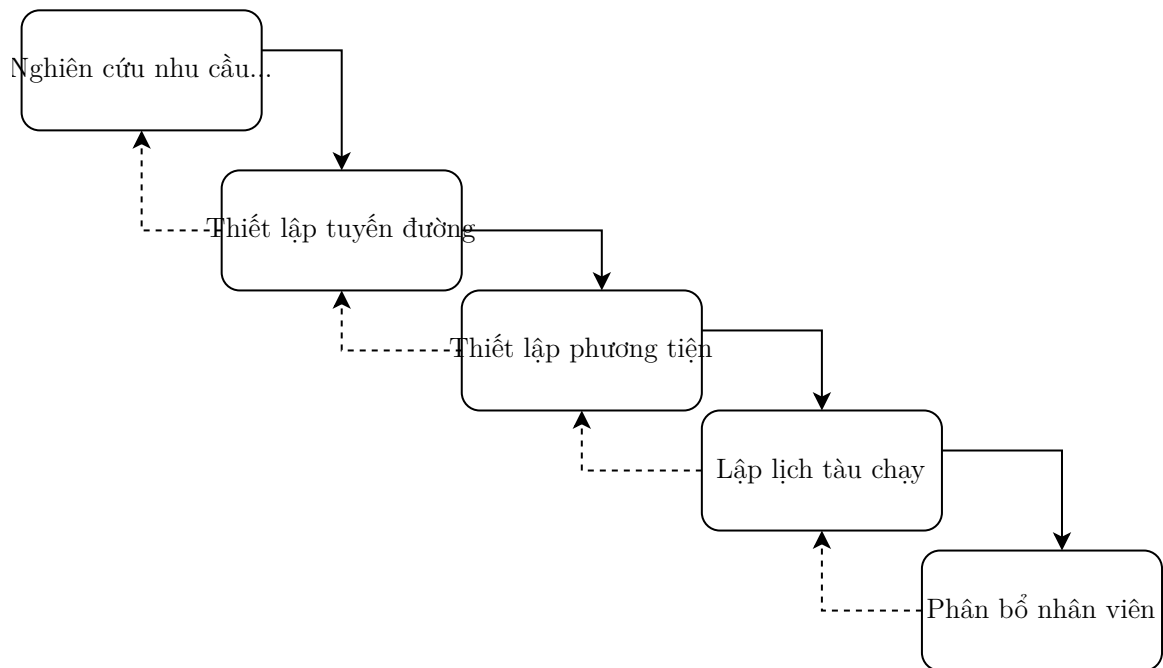 Nghiên cứu nhu cầu...
Thiết lập tuyến đường
Thiết lập phương tiện
Lập lịch tàu chạy
Phân bổ nhân viên